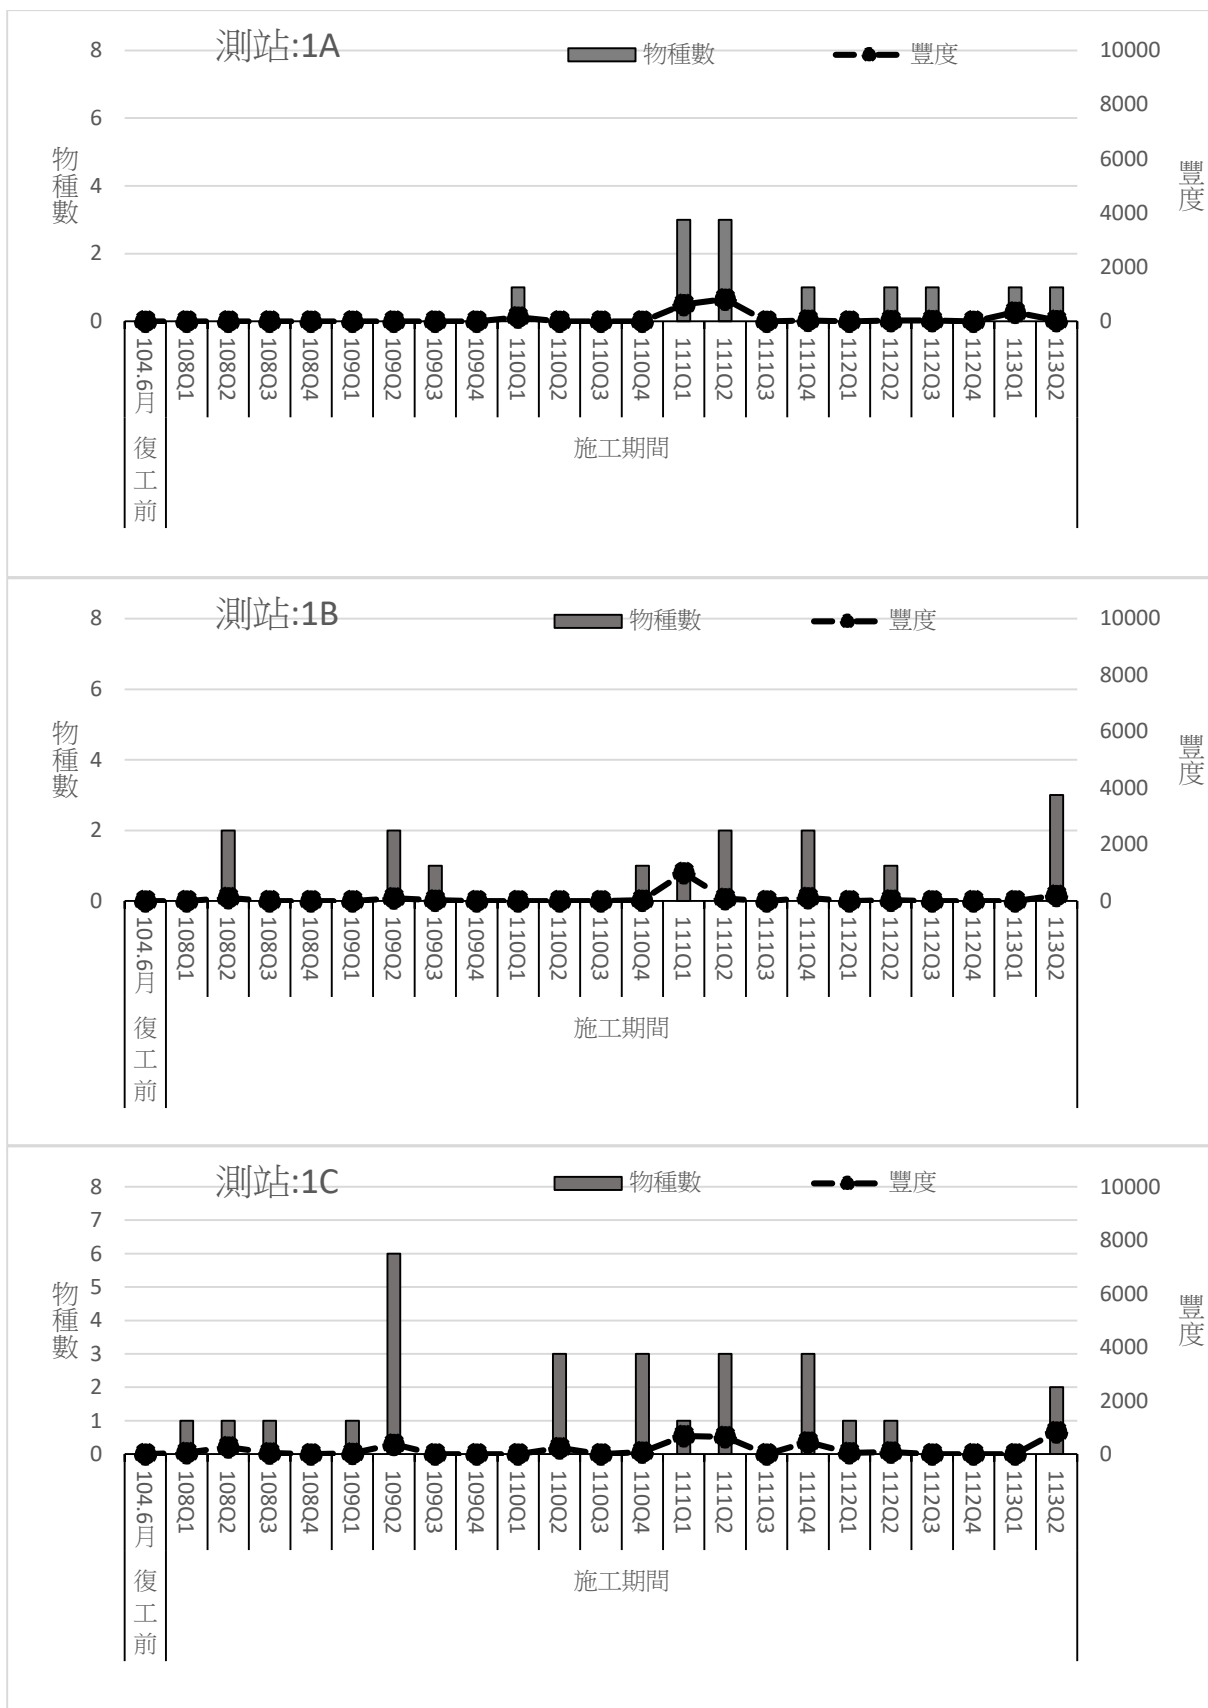 測站:1A
物種數
豐度
8
6
4
2
0
物種數
10000
8000
6000
4000
2000
0
豐度
104.6月
108Q1
108Q2
108Q3
108Q4
109Q1
109Q2
109Q3
109Q4
110Q1
110Q2
110Q3
110Q4
111Q1
111Q2
111Q3
111Q4
112Q1
112Q2
112Q3
112Q4
113Q1
113Q2
復工前
施工期間
測站:1B
物種數
豐度
8
6
4
2
0
物種數
10000
8000
6000
4000
2000
0
豐度
104.6月
108Q1
108Q2
108Q3
108Q4
109Q1
109Q2
109Q3
109Q4
110Q1
110Q2
110Q3
110Q4
111Q1
111Q2
111Q3
111Q4
112Q1
112Q2
112Q4
112Q4
113Q1
113Q2
復工前
施工期間
測站:1C
物種數
豐度
8
7
6
5
4
3
2
1
0
物種數
10000
8000
6000
4000
2000
0
豐度
104.6月
108Q1
108Q2
108Q3
108Q4
109Q1
109Q2
109Q3
109Q4
110Q1
110Q2
110Q3
110Q4
111Q1
111Q2
111Q3
111Q4
112Q1
112Q2
112Q3
112Q4
113Q1
113Q2
復工前
施工期間